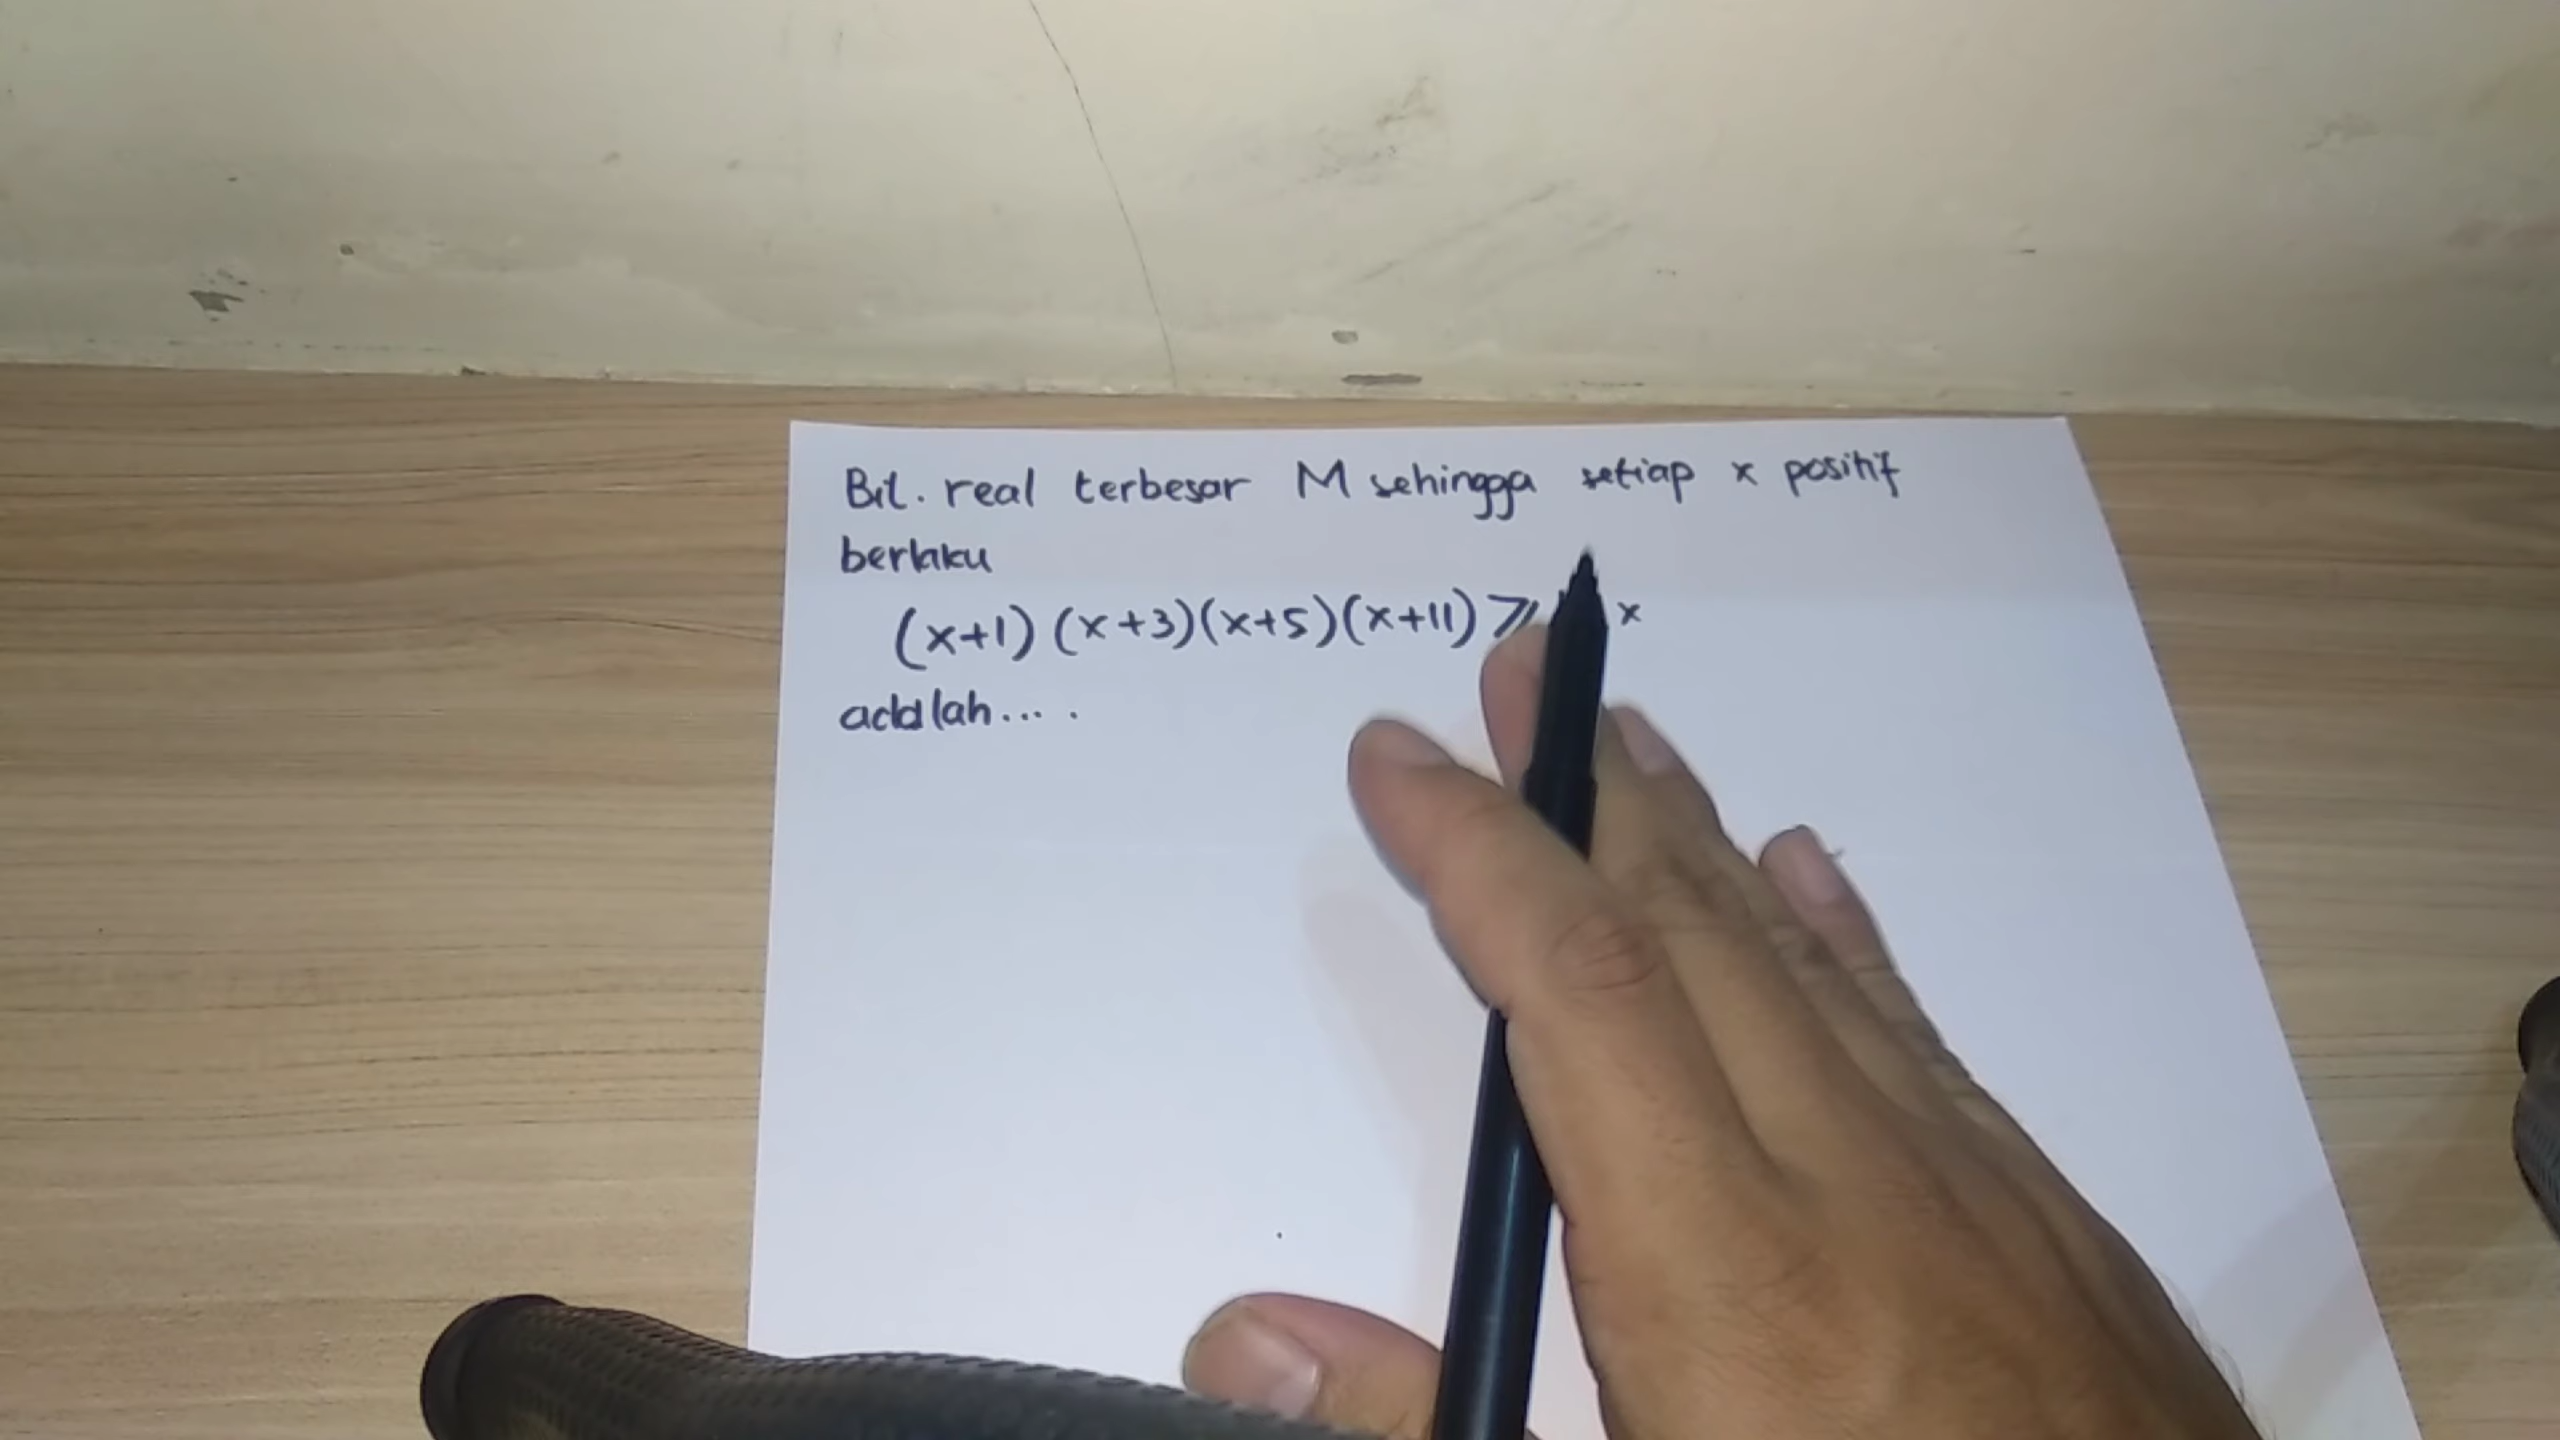 Bil. real terbesar M sehingga setiap x positif
berlaku
(x+1)(x+3)(x+5)(x+11) ⩾ x
adalah....